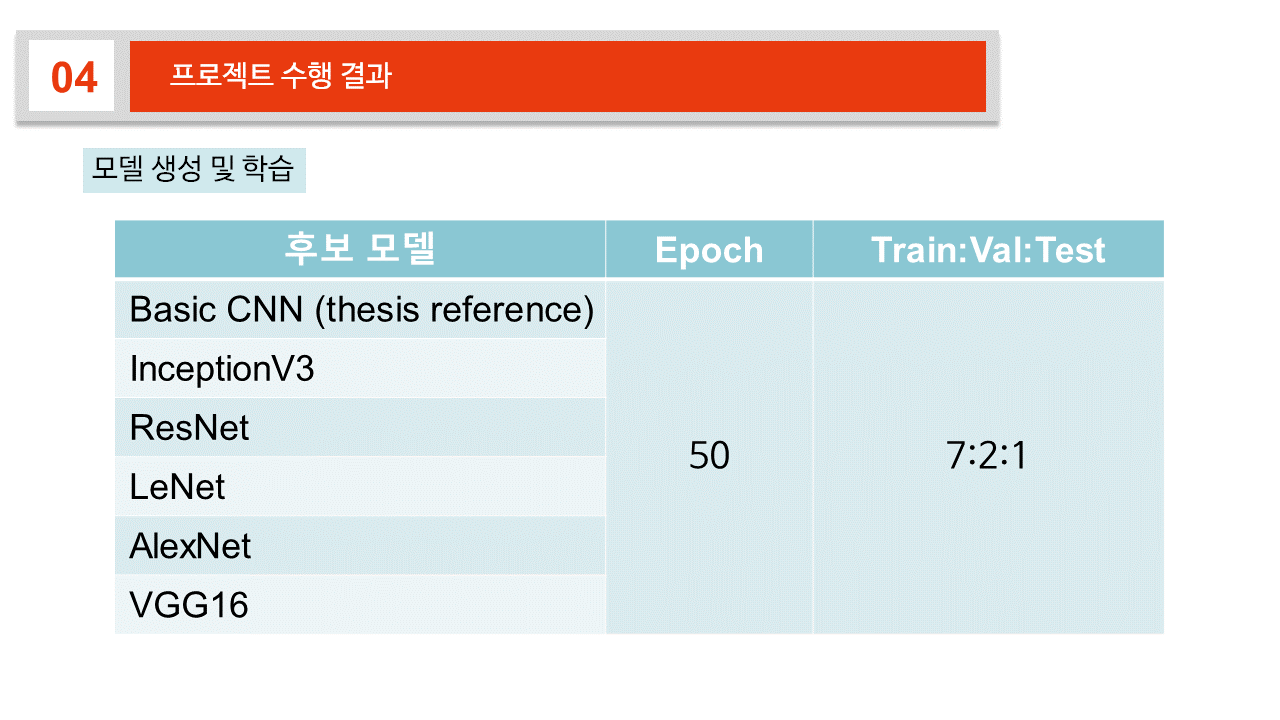 04
프로젝트 수행 결과
모델 생성 및 학습
후보 모델 Epoch Train:Val:Test
Basic CNN (thesis reference)
InceptionV3
ResNet
50 7:2:1
LeNet
AlexNet
VGG16